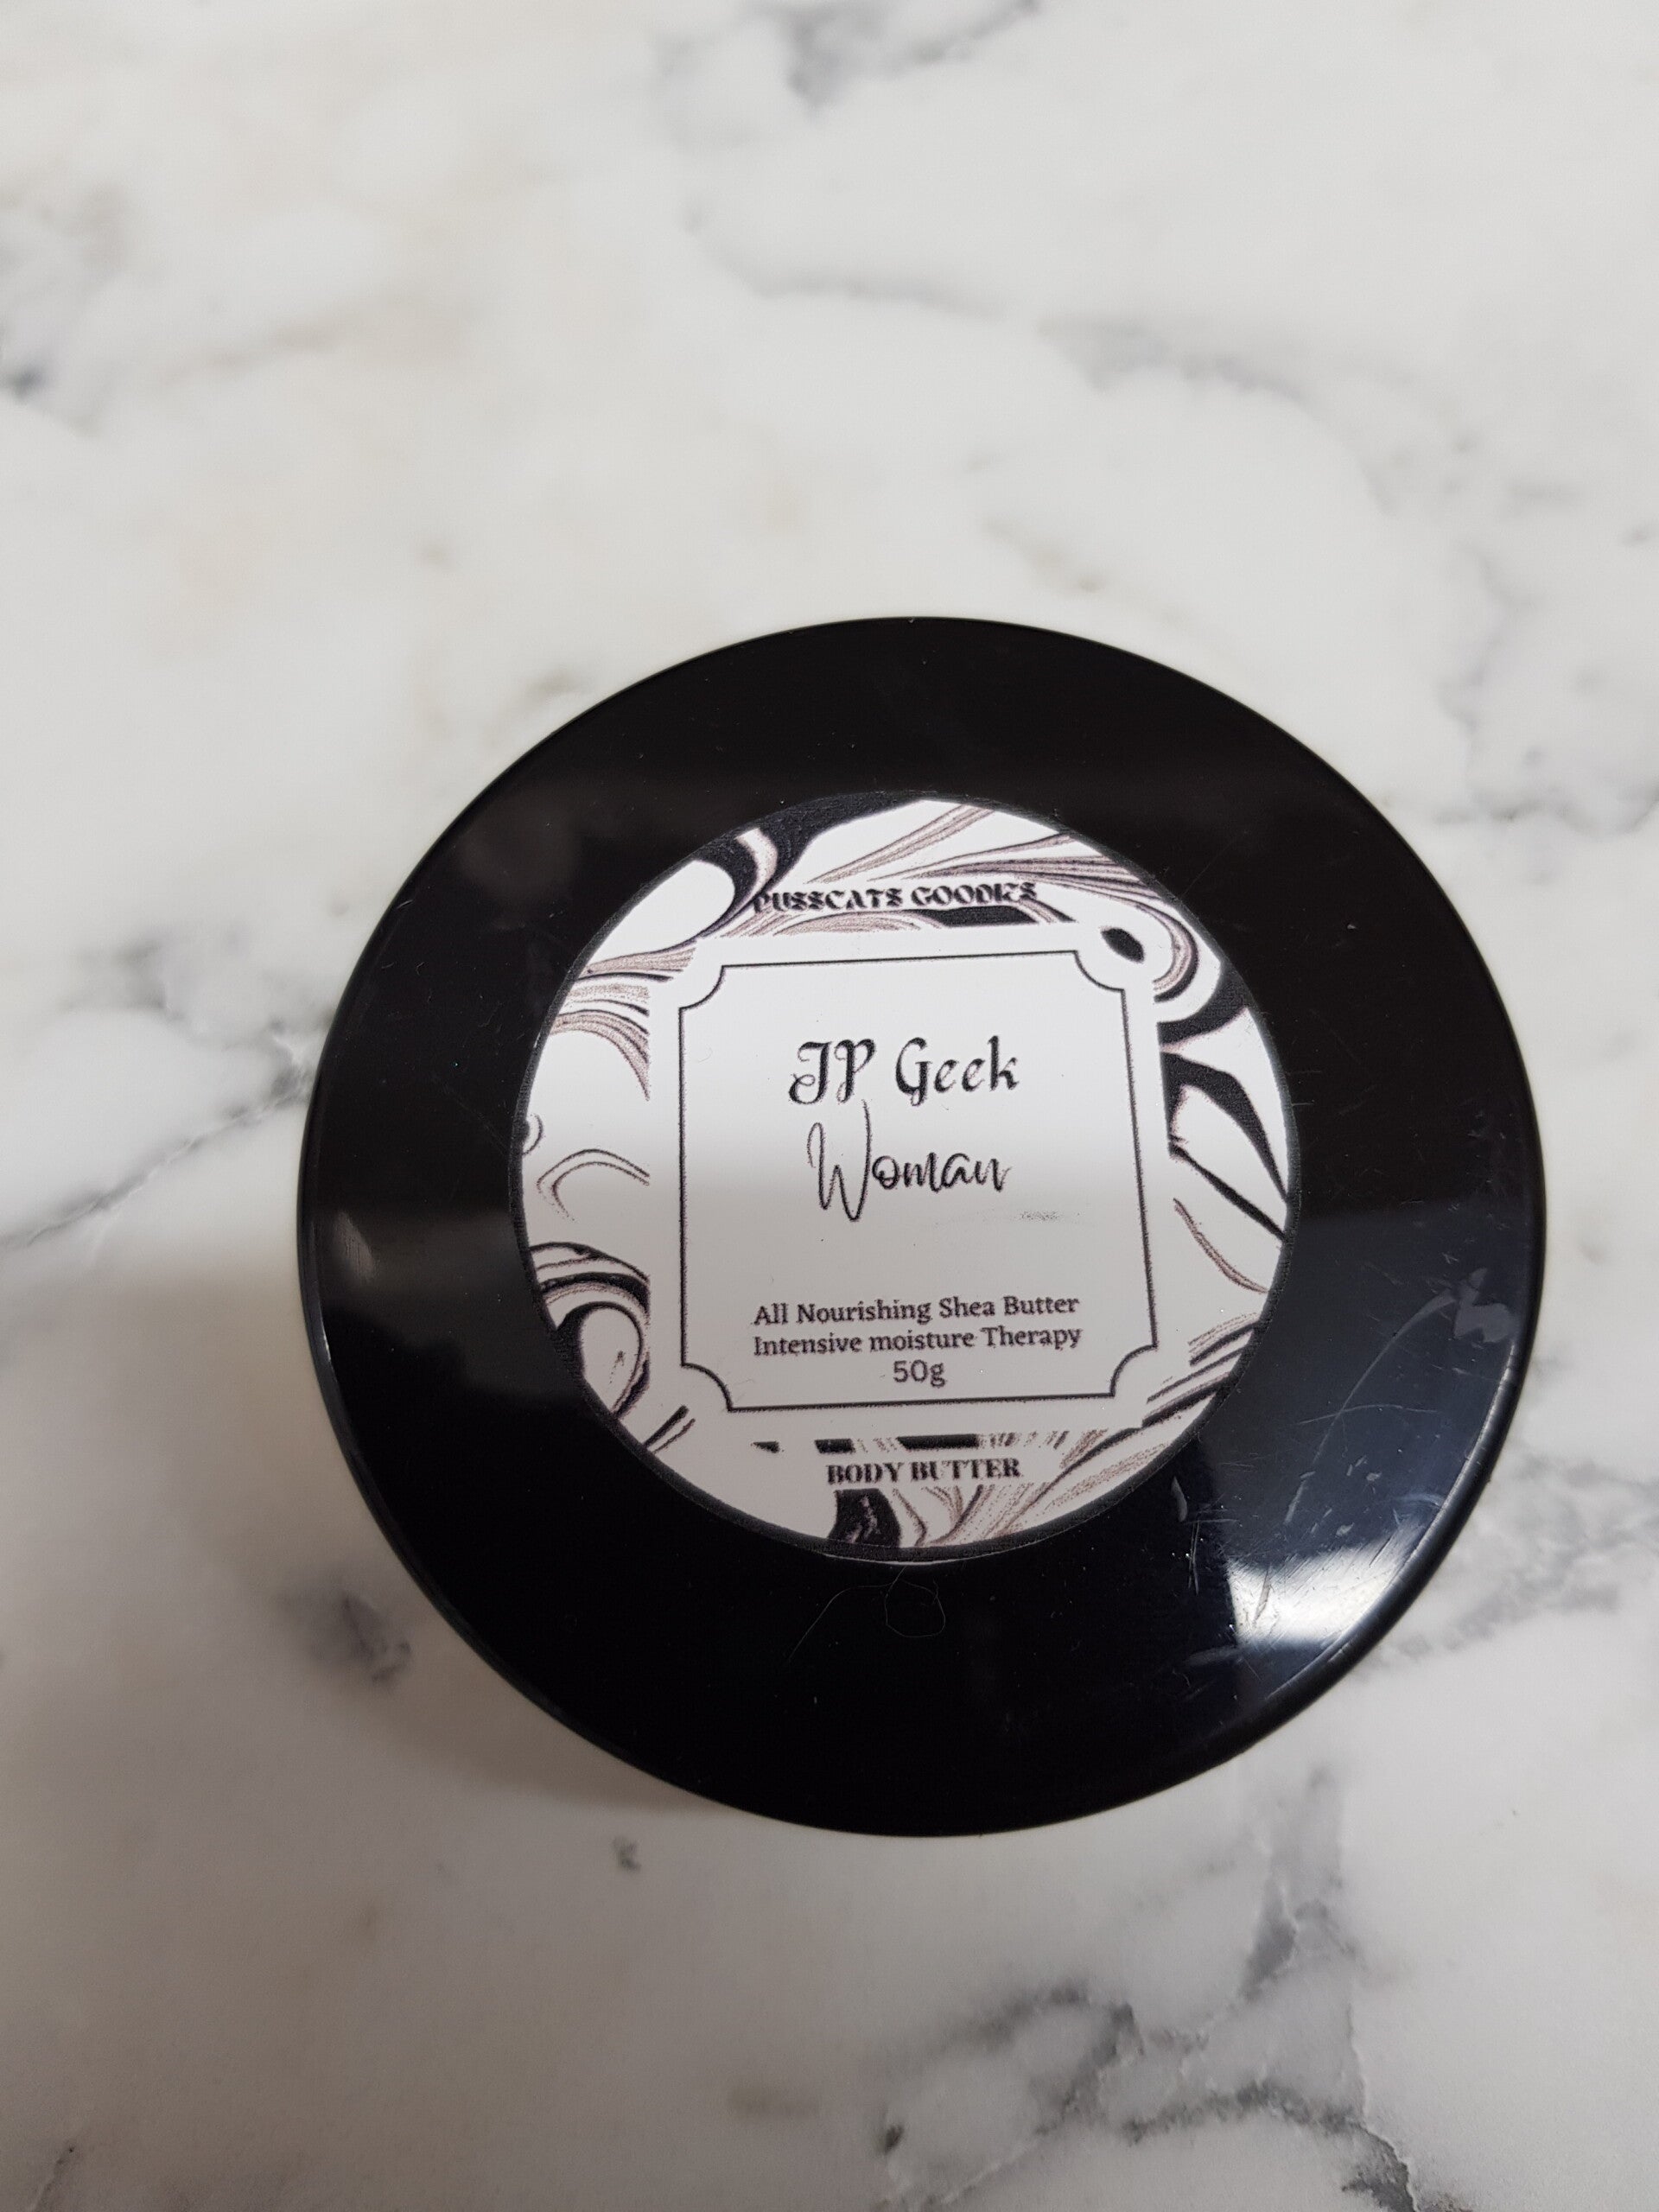 PUSSCATS GOODIES
JP Geek
Woman
All Nourishing Shea Butter
Intensive moisture Therapy
50g
BODY BUTTER